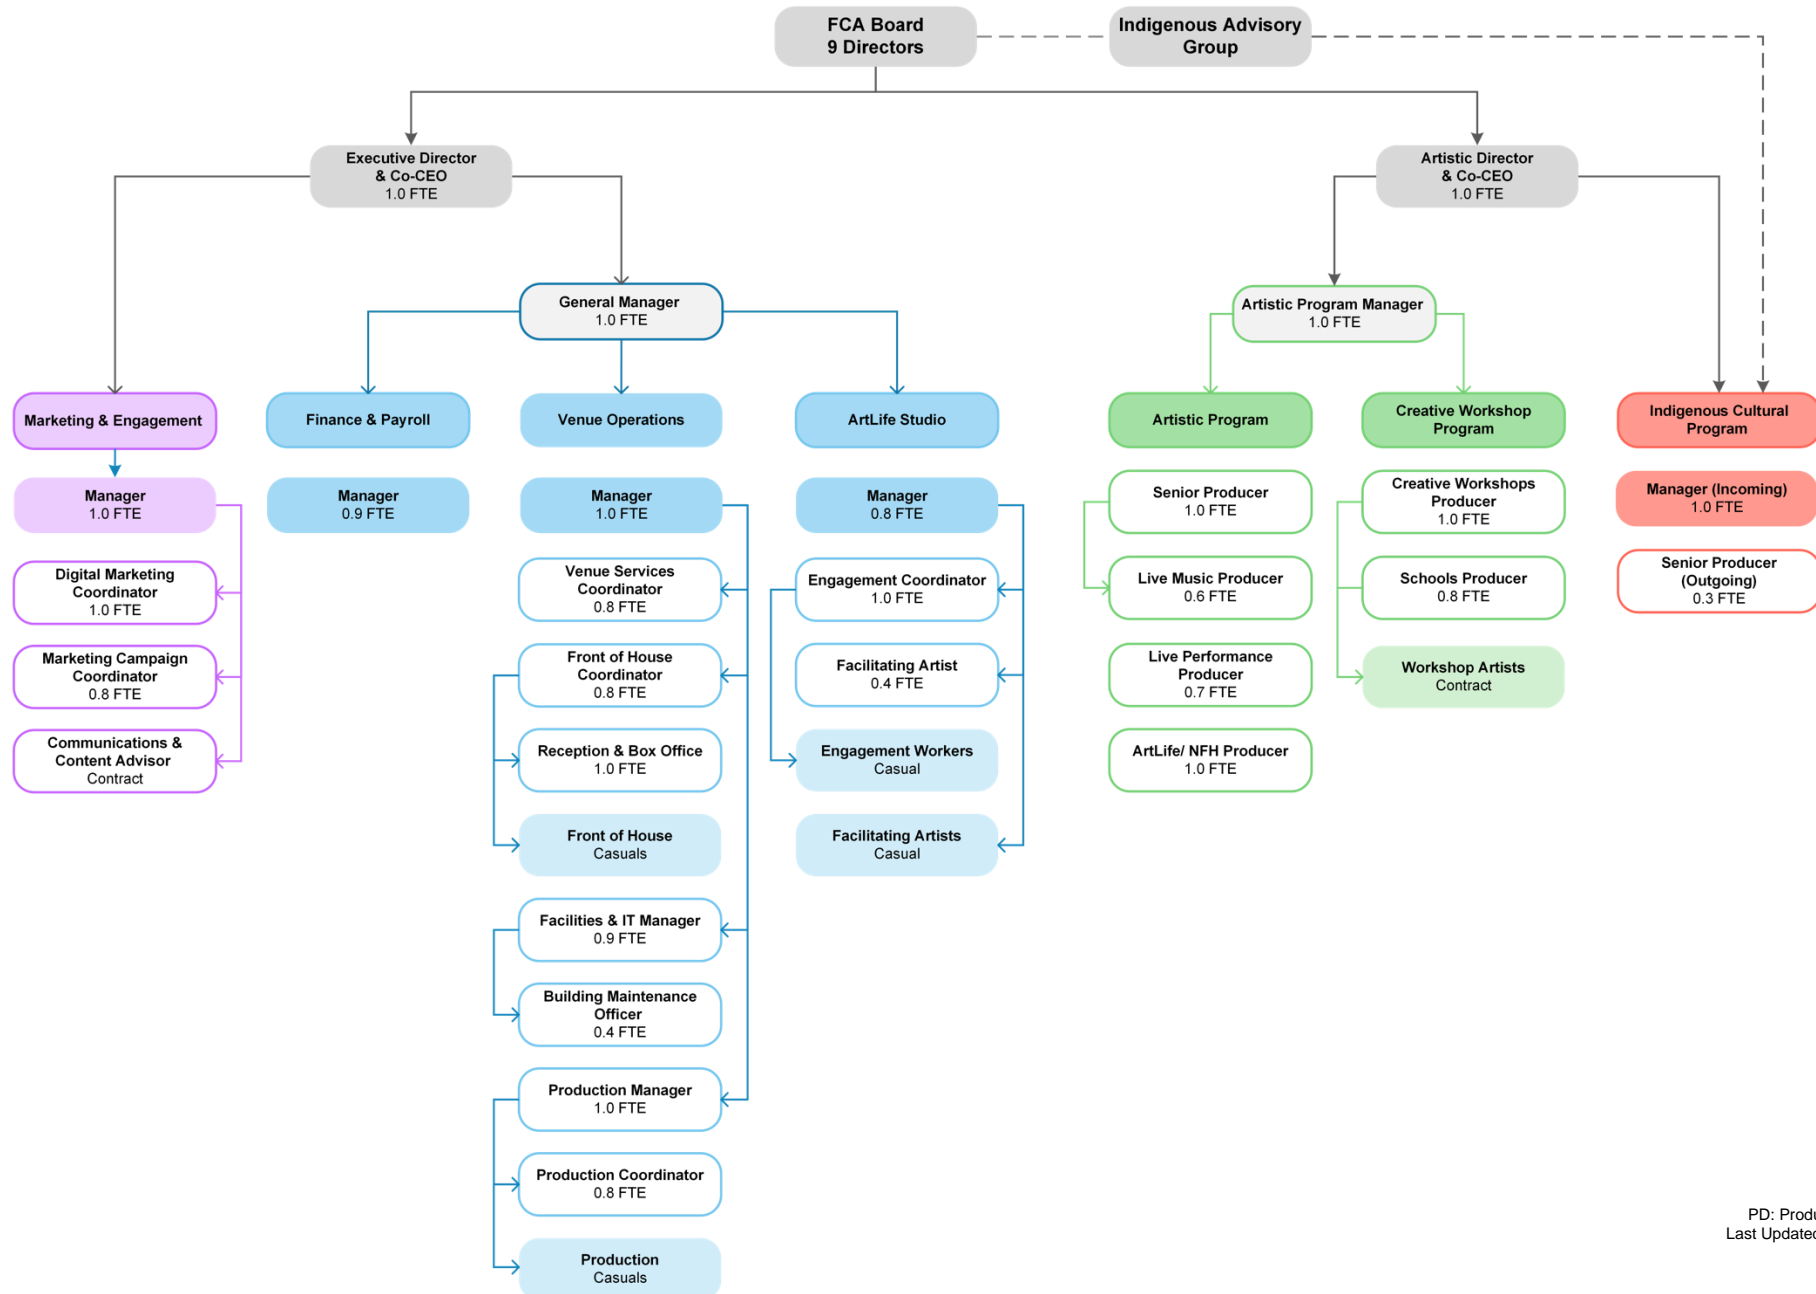 FCA Board
9 Directors
Indigenous Advisory
Group
Executive Director
& Co-CEO
1.0 FTE
Artistic Director
& Co-CEO
1.0 FTE
General Manager
1.0 FTE
Artistic Program Manager
1.0 FTE
Marketing & Engagement
Finance & Payroll
Venue Operations
ArtLife Studio
Artistic Program
Creative Workshop
Program
Indigenous Cultural
Program
Manager
1.0 FTE
Manager
0.9 FTE
Manager
1.0 FTE
Manager
0.8 FTE
Senior Producer
1.0 FTE
Creative Workshops
Producer
1.0 FTE
Manager (Incoming)
1.0 FTE
Digital Marketing
Coordinator
1.0 FTE
Venue Services
Coordinator
0.8 FTE
Engagement Coordinator
1.0 FTE
Live Music Producer
0.6 FTE
Schools Producer
0.8 FTE
Senior Producer
(Outgoing)
0.3 FTE
Marketing Campaign
Coordinator
0.8 FTE
Front of House
Coordinator
0.8 FTE
Facilitating Artist
0.4 FTE
Live Performance
Producer
0.7 FTE
Workshop Artists
Contract
Communications &
Content Advisor
Contract
Reception & Box Office
1.0 FTE
Engagement Workers
Casual
ArtLife/ NFH Producer
1.0 FTE
Front of House
Casuals
Facilitating Artists
Casual
Facilities & IT Manager
0.9 FTE
Building Maintenance
Officer
0.4 FTE
Production Manager
1.0 FTE
Production Coordinator
0.8 FTE
Production
Casuals
PD:
Last Updated